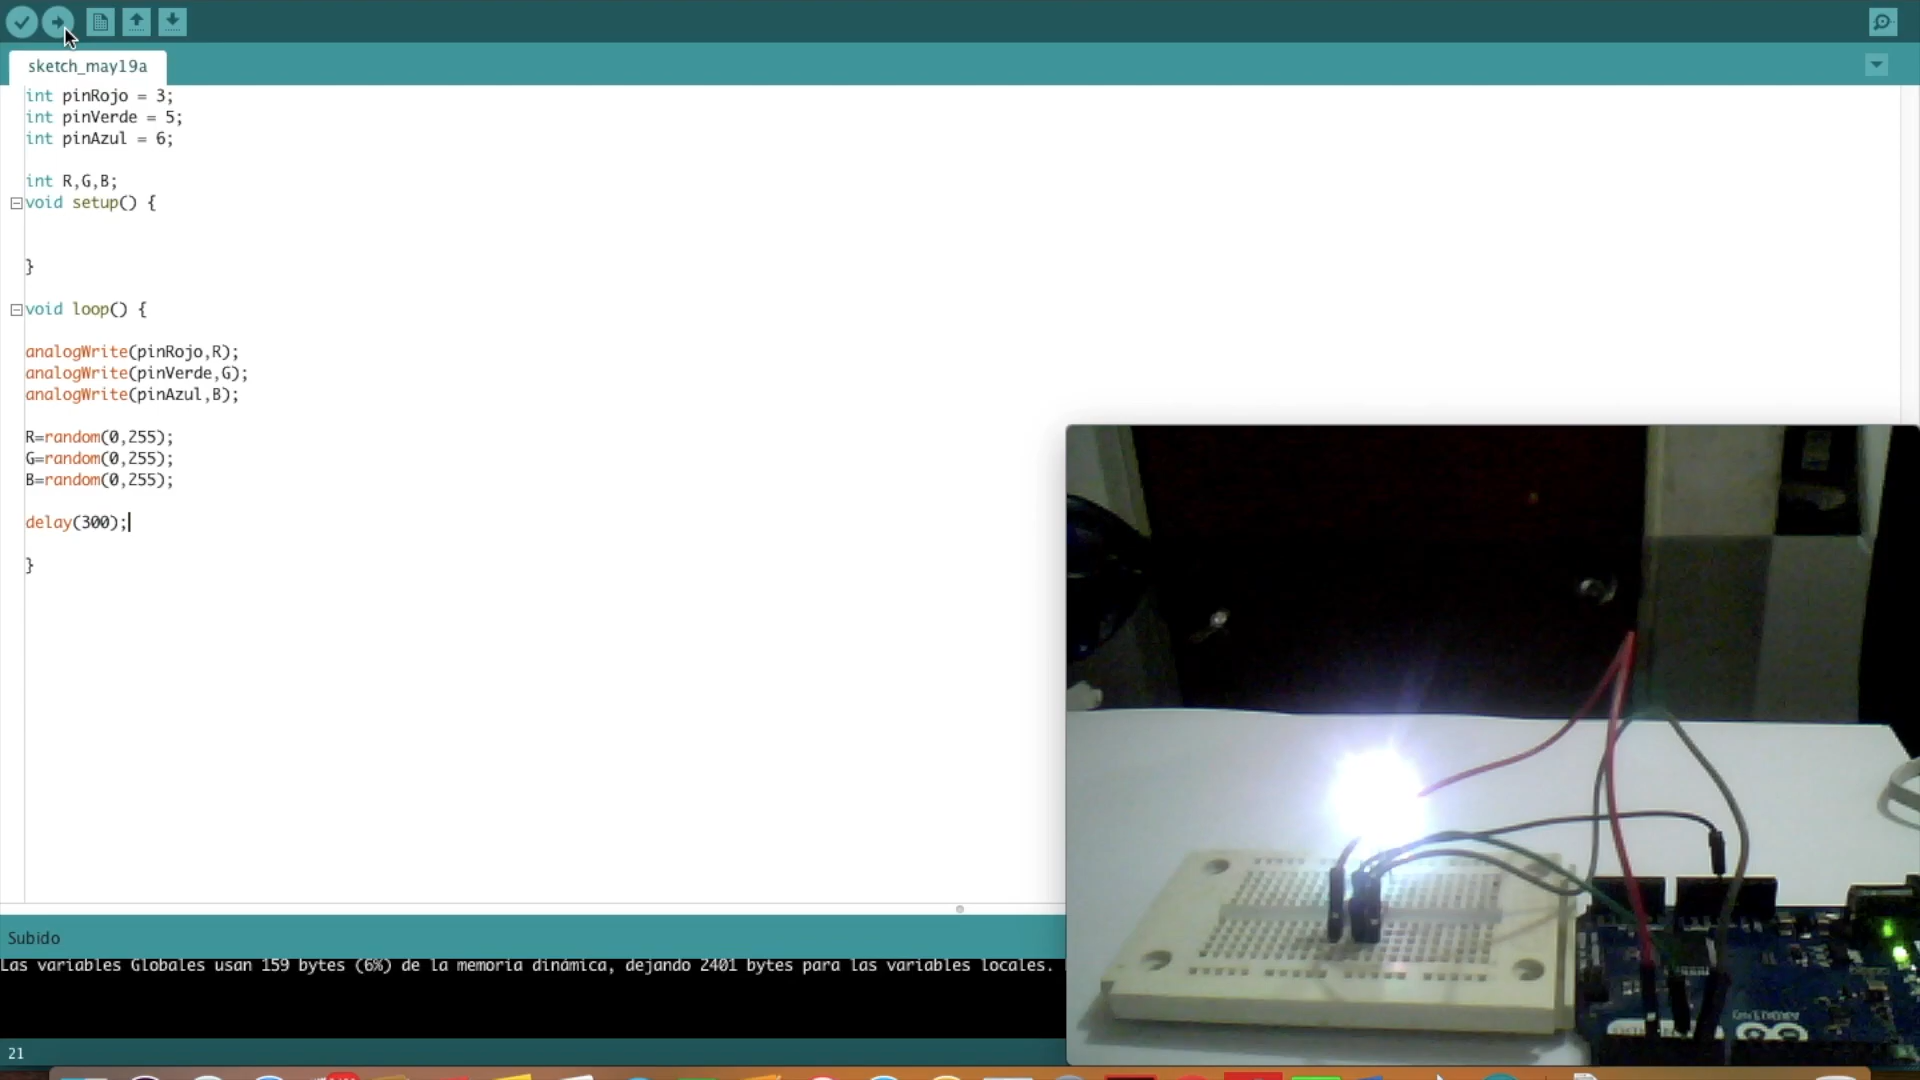 sketch_may19a
int pinRojo = 3;
int pinVerde = 5;
int pinAzul = 6;
int R,G,B;
void setup() {
}
void loop() {
analogWrite(pinRojo,R);
analogWrite(pinVerde,G);
analogWrite(pinAzul,B);
R=random(0,255);
G=random(0,255);
B=random(0,255);
delay(300);
}
Subido
Las variables Globales usan 159 bytes (6%) de la memoria dinámica, dejando 2401 bytes para las variables locales.
21